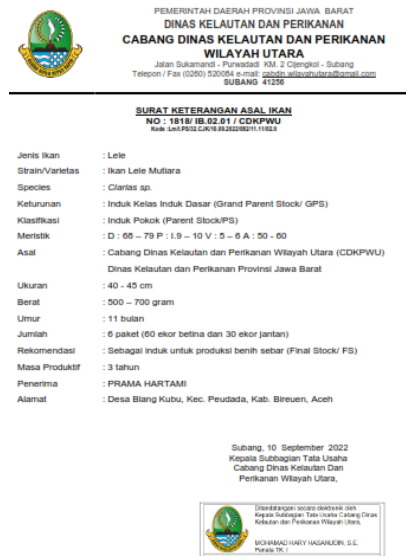 PEMERINTAH DAERAH PROVINSI JAWA BARAT
DINAS KELAUTAN DAN PERIKANAN
CABANG DINAS KELAUTAN DAN PERIKANAN
WILAYAH UTARA
Jalan Sukamandi - Purwadadi KM. 2 Cijengkol - Subang
Telepon / Fax (0260) 520064 e-mail: cabdin.wilayahutara@gmail.com
SUBANG 41256
SURAT KETERANGAN ASAL IKAN
NO : 1818/ IB.02.01 / CDKPWU
Jenis Ikan : Lele
Strain/Varietas : Ikan Lele Mutiara
Species : Clarias sp.
Keturunan : Induk Kelas Induk Dasar (Grand Parent Stock/ GPS)
Klasifikasi : Induk Pokok (Parent Stock/PS)
Meristik : D : 68 – 79 P : I.9 – 10 V : 5 – 6 A : 50 - 60
Asal : Cabang Dinas Kelautan dan Perikanan Wilayah Utara (CDKPWU)
Dinas Kelautan dan Perikanan Provinsi Jawa Barat
Ukuran : 40 - 45 cm
Berat : 500 – 700 gram
Umur : 11 bulan
Jumlah : 6 paket (60 ekor betina dan 30 ekor jantan)
Rekomendasi : Sebagai induk untuk produksi benih sebar (Final Stock/ FS)
Masa Produktif : 3 tahun
Penerima : PRAMA HARTAMI
Alamat : Desa Blang Kubu, Kec. Peudada, Kab. Bireuen, Aceh
Subang, 10 September 2022
Kepala Subbagian Tata Usaha
Cabang Dinas Kelautan Dan
Perikanan Wilayah Utara,
Ditandatangani secara elektronik oleh:
Kepala Subbagian Tata Usaha Cabang Dinas
Kelautan dan Perikanan Wilayah Utara,
MOHAMAD HARY HASANUDIN, S.E.
Penata TK. I